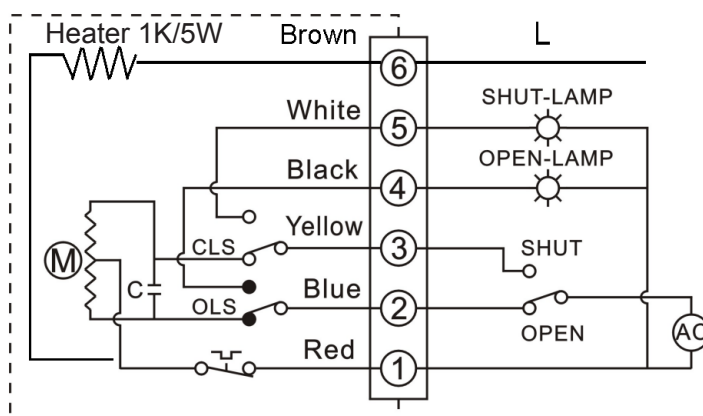 Heater 1K/5W Brown 6 L
White 5 SHUT-LAMP
Black 4 OPEN-LAMP
Yellow 3 SHUT
CLS
M
C
Blue 2
OLS
OPEN
AC
Red 1